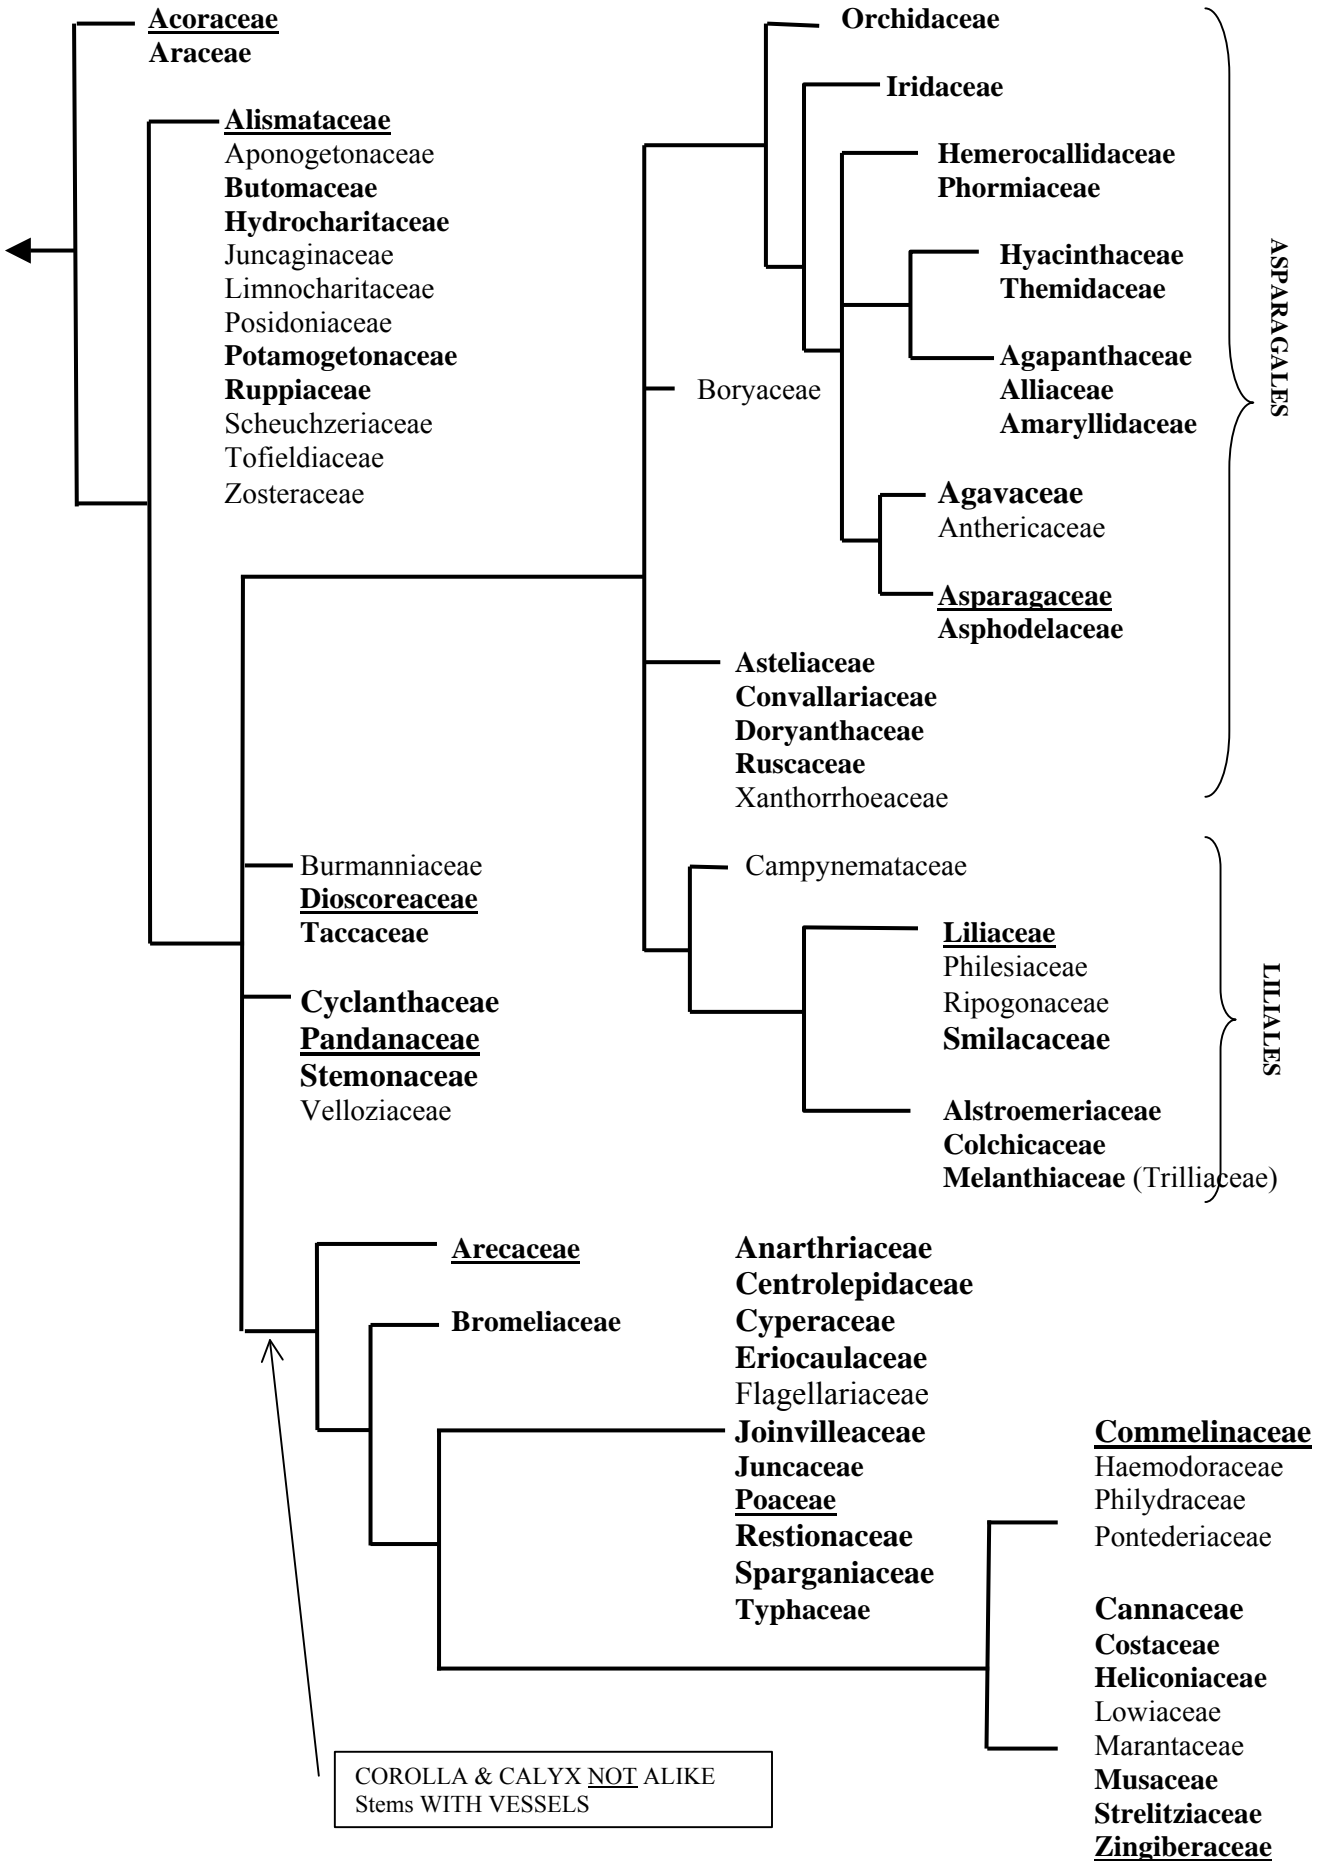 Acoraceae
Araceae
Alismataceae
Aponogetonaceae
Butomaceae
Hydrocharitaceae
Juncaginaceae
Limnocharitaceae
Posidoniaceae
Potamogetonaceae
Ruppiaceae
Scheuchzeriaceae
Tofieldiaceae
Zosteraceae
Orchidaceae
Iridaceae
Hemerocallidaceae
Phormiaceae
Hyacinthaceae
Themidaceae
Agapanthaceae
Alliaceae
Amaryllidaceae
Boryaceae
Agavaceae
Anthericaceae
Asparagaceae
Asphodelaceae
Asteliaceae
Convallariaceae
Doryanthaceae
Ruscaceae
Xanthorrhoeaceae
ASPARAGALES
Burmanniaceae
Dioscoreaceae
Taccaceae
Cyclanthaceae
Pandanaceae
Stemonaceae
Velloziaceae
Campynemataceae
Liliaceae
Philesiaceae
Ripogonaceae
Smilacaceae
Alstroemeriaceae
Colchicaceae
Melanthiaceae (Trilliaceae)
LILIALES
Arecaceae
Bromeliaceae
Anarthriaceae
Centrolepidaceae
Cyperaceae
Eriocaulaceae
Flagellariaceae
Joinvilleaceae
Juncaceae
Poaceae
Restionaceae
Sparganiaceae
Typhaceae
Commelinaceae
Haemodoraceae
Philydraceae
Pontederiaceae
Cannaceae
Costaceae
Heliconiaceae
Lowiaceae
Marantaceae
Musaceae
Strelitziaceae
Zingiberaceae
COROLLA & CALYX NOT ALIKE
Stems WITH VESSELS